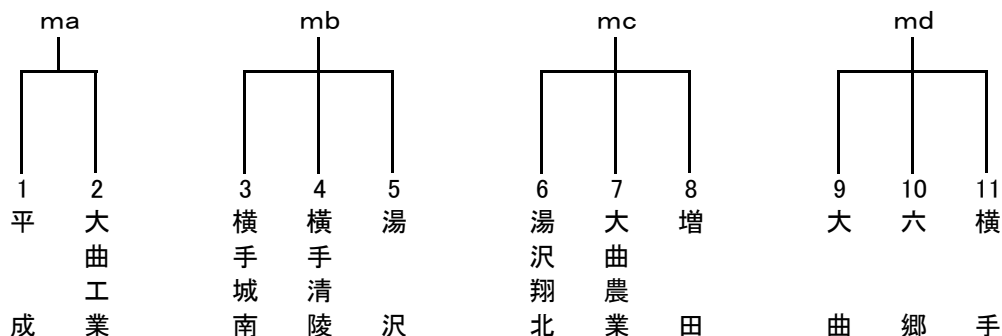 ma
mb
mc
md
1
2
3
4
5
6
7
8
9
10
11
平成
大曲工業
横手城南
橫手清陵
湯沢
湯沢翔北
大曲農業
増田
大曲
六郷
横手